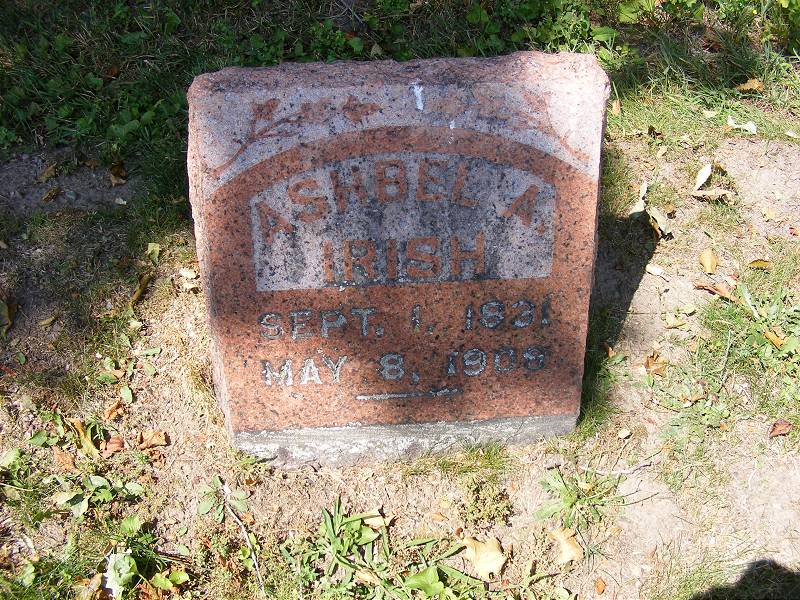 ASHBEL A.
IRISH
SEPT. 1, 1831
MAY 8, 1908